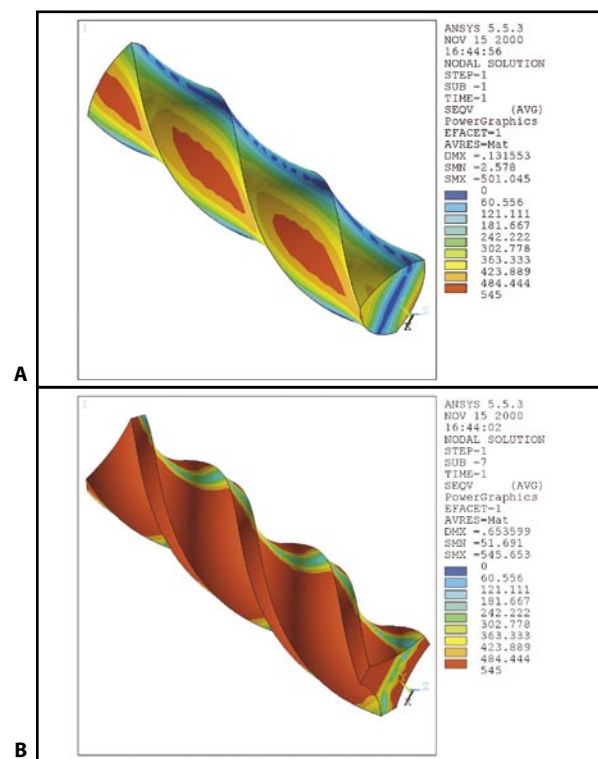 1
ANSYS 5.5.3
NOV 15 2000
16:44:56
NODAL SOLUTION
STEP=1
SUB =1
TIME=1
SEQV (AVG)
PowerGraphics
EFACET=1
AVRES=Mat
DMX =.131553
SMN =2.578
SMX =501.045
0
60.556
121.111
181.667
242.222
302.778
363.333
423.889
484.444
545
X
Z
A
1
ANSYS 5.5.3
NOV 15 2000
16:44:02
NODAL SOLUTION
STEP=1
SUB =7
TIME=1
SEQV (AVG)
PowerGraphics
EFACET=1
AVRES=Mat
DMX =.653599
SMN =51.691
SMX =545.653
0
60.556
121.111
181.667
242.222
302.778
363.333
423.889
484.444
545
X
Z
B